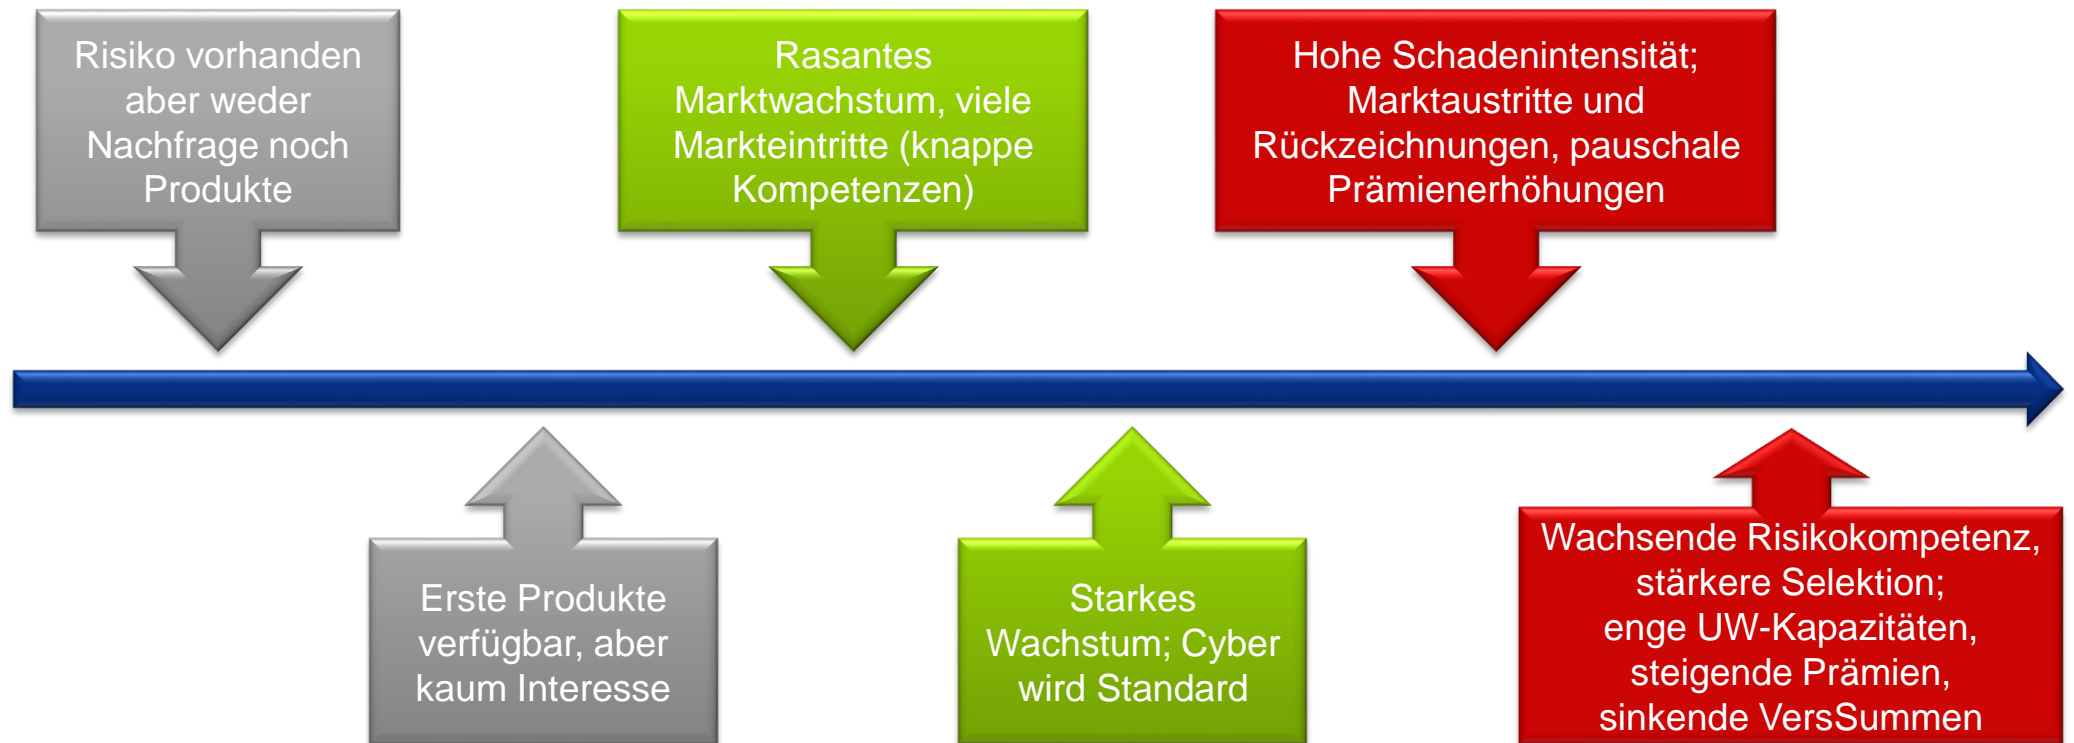 Risiko vorhanden
aber weder
Nachfrage noch
Produkte
Rasantes
Marktwachstum, viele
Markteintritte (knappe
Kompetenzen)
Hohe Schadenintensität;
Marktaustritte und
Rückzeichnungen, pauschale
Prämienerhöhungen
Erste Produkte
verfügbar, aber
kaum Interesse
Starkes
Wachstum; Cyber
wird Standard
Wachsende Risikokompetenz,
stärkere Selektion;
enge UW-Kapazitäten,
steigende Prämien,
sinkende VersSummen